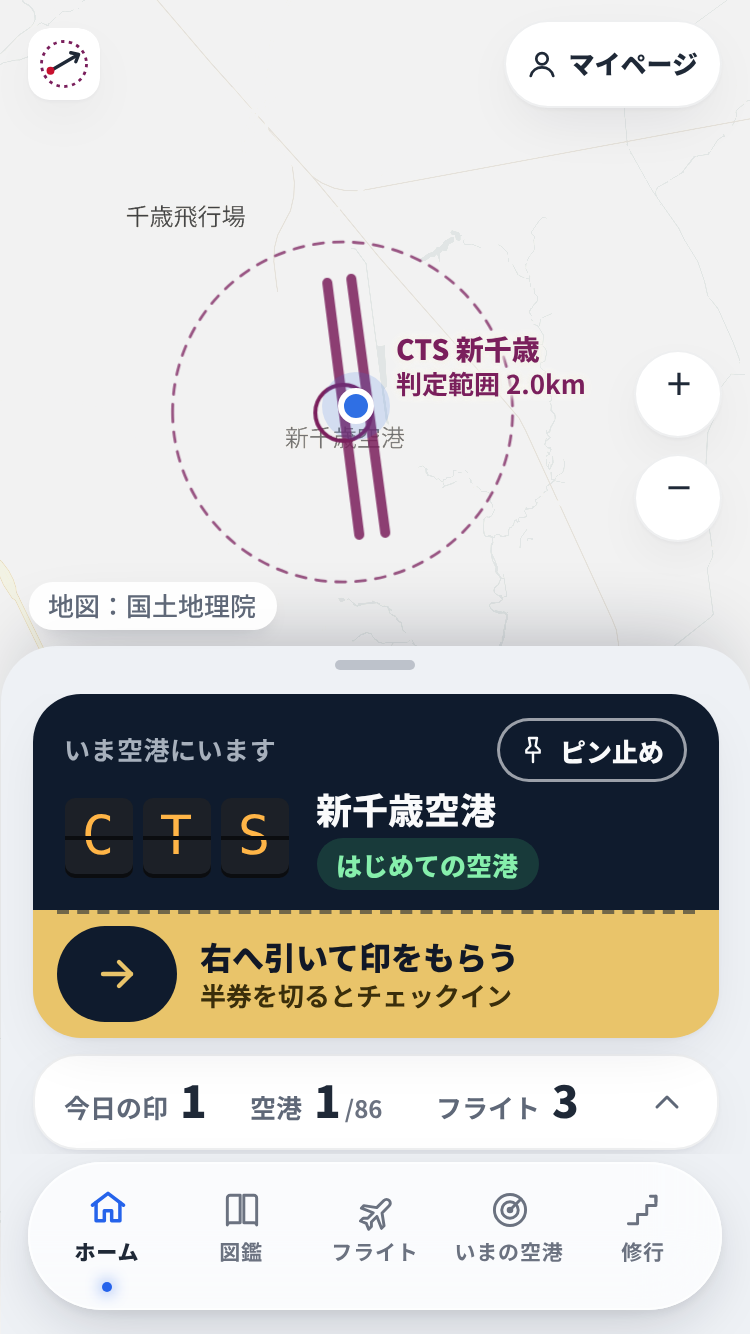 マイページ
千歳飛行場
CTS 新千歳
判定範囲 2.0km
新千歳空港
+
−
地図：国土地理院
いま空港にいます
ピン止め
CTS
新千歳空港
はじめての空港
右へ引いて印をもらう
半券を切るとチェックイン
今日の印 1 空港 1/86 フライト 3
ホーム 図鑑 フライト いまの空港 修行